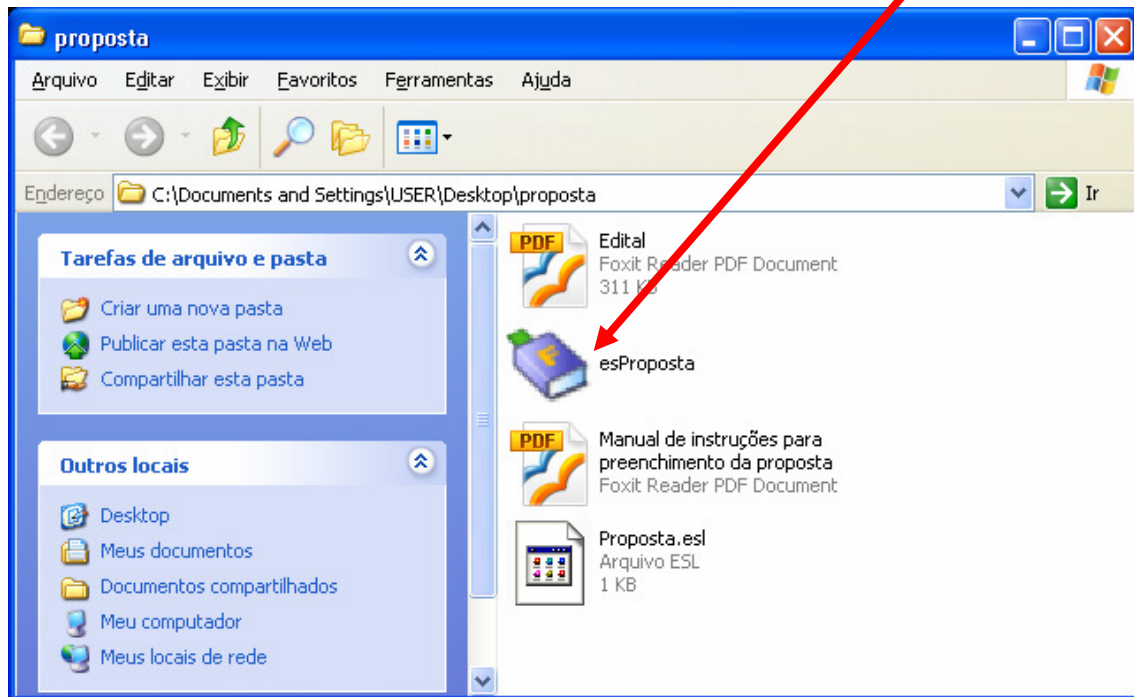 proposta
Arquivo Editar Exibir Favoritos Ferramentas Ajuda
Endereço C:\Documents and Settings\USER\Desktop\proposta Ir
Tarefas de arquivo e pasta
Criar uma nova pasta
Publicar esta pasta na Web
Compartilhar esta pasta
Outros locais
Desktop
Meus documentos
Documentos compartilhados
Meu computador
Meus locais de rede
PDF
Edital
Foxit Reader PDF Document
311 KB
esProposta
PDF
Manual de instruções para
preenchimento da proposta
Foxit Reader PDF Document
Proposta.esl
Arquivo ESL
1 KB